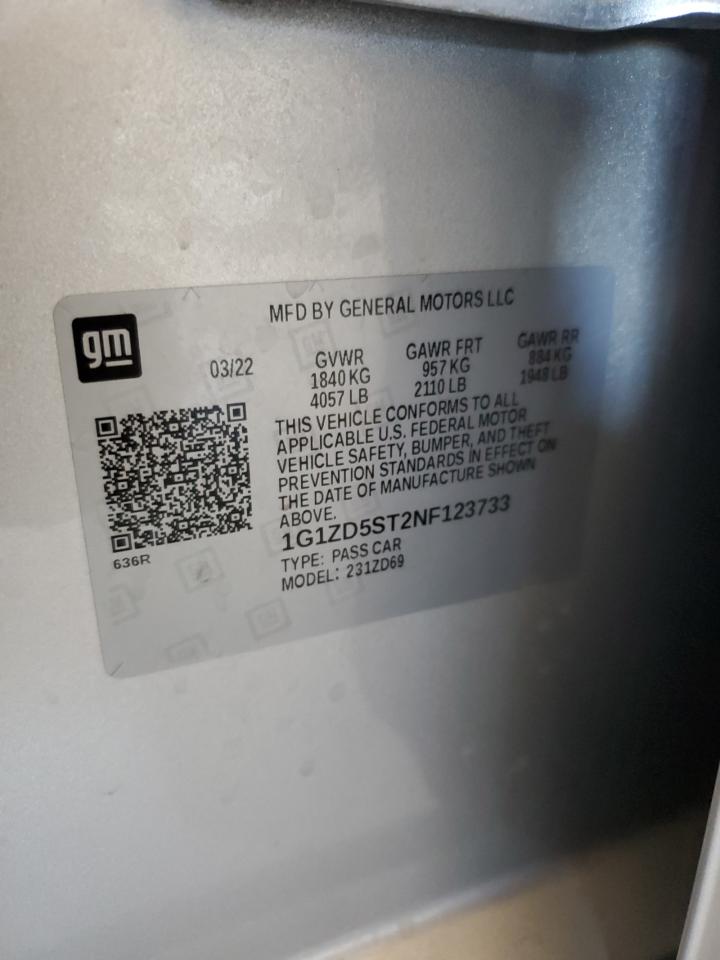 MFD BY GENERAL MOTORS LLC
gm
03/22
GVWR
1840 KG
4057 LB
GAWR FRT
957 KG
2110 LB
GAWR RR
884 KG
1948 LB
THIS VEHICLE CONFORMS TO ALL
APPLICABLE U.S. FEDERAL MOTOR
VEHICLE SAFETY, BUMPER, AND THEFT
PREVENTION STANDARDS IN EFFECT ON
THE DATE OF MANUFACTURE SHOWN
ABOVE.
1G1ZD5ST2NF123733
TYPE: PASS CAR
MODEL: 231ZD69
636R